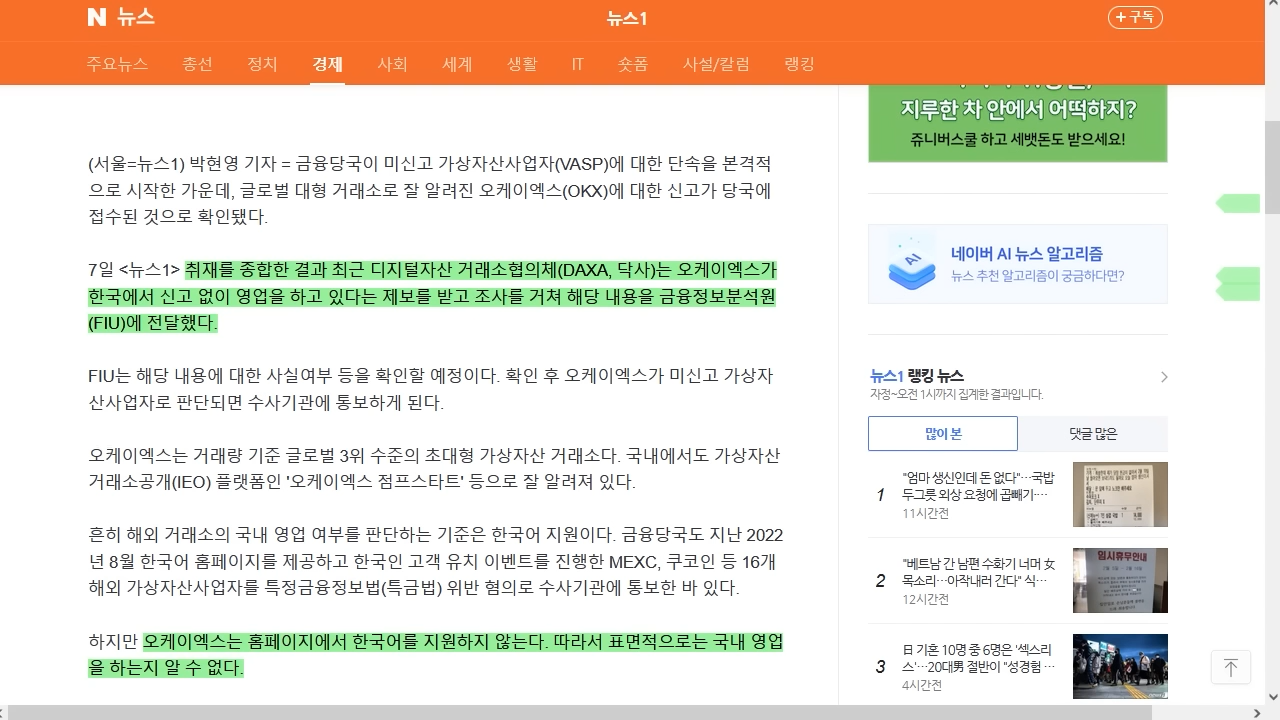 N 뉴스
뉴스1
+ 구독
주요뉴스 총선 정치 경제 사회 세계 생활 IT 숏폼 사설/칼럼 랭킹
(서울=뉴스1) 박현영 기자 = 금융당국이 미신고 가상자산사업자(VASP)에 대한 단속을 본격적
으로 시작한 가운데, 글로벌 대형 거래소로 잘 알려진 오케이엑스(OKX)에 대한 신고가 당국에
접수된 것으로 확인됐다.
7일 <뉴스1> 취재를 종합한 결과 최근 디지털자산 거래소협의체(DAXA, 닥사)는 오케이엑스가
한국에서 신고 없이 영업을 하고 있다는 제보를 받고 조사를 거쳐 해당 내용을 금융정보분석원
(FIU)에 전달했다.
FIU는 해당 내용에 대한 사실여부 등을 확인할 예정이다. 확인 후 오케이엑스가 미신고 가상자
산사업자로 판단되면 수사기관에 통보하게 된다.
오케이엑스는 거래량 기준 글로벌 3위 수준의 초대형 가상자산 거래소다. 국내에서도 가상자산
거래소공개(IEO) 플랫폼인 '오케이엑스 점프스타트' 등으로 잘 알려져 있다.
흔히 해외 거래소의 국내 영업 여부를 판단하는 기준은 한국어 지원이다. 금융당국도 지난 2022
년 8월 한국어 홈페이지를 제공하고 한국인 고객 유치 이벤트를 진행한 MEXC, 쿠코인 등 16개
해외 가상자산사업자를 특정금융정보법(특금법) 위반 혐의로 수사기관에 통보한 바 있다.
하지만 오케이엑스는 홈페이지에서 한국어를 지원하지 않는다. 따라서 표면적으로는 국내 영업
을 하는지 알 수 없다.
지루한 차 안에서 어떡하지?
쥬니버스쿨 하고 세뱃돈도 받으세요!
AI
네이버 AI 뉴스 알고리즘
뉴스 추천 알고리즘이 궁금하다면?
뉴스1 랭킹 뉴스
자정~오전 1시까지 집계한 결과입니다.
많이 본 댓글 많은
1
"엄마 생신인데 돈 없다"…국밥
두그릇 외상 요청에 곱빼기…
11시간전
2
"베트남 간 남편 수화기 너머 女
목소리…아작내러 간다" 식…
12시간전
임시휴무안내
3
日 기혼 10명 중 6명은 '섹스리
스'…20대男 절반이 "성경험 …
4시간전